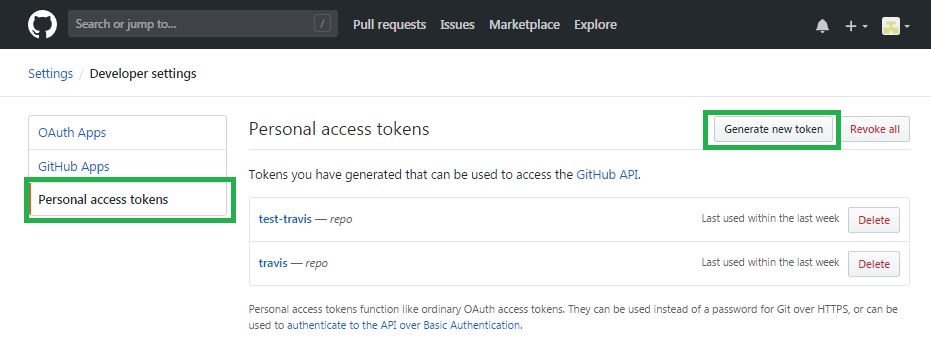 Search or jump to... /
Pull requests Issues Marketplace Explore
Settings / Developer settings
OAuth Apps
GitHub Apps
Personal access tokens
Personal access tokens
Generate new token
Revoke all
Tokens you have generated that can be used to access the GitHub API.
test-travis — repo
Last used within the last week
Delete
travis — repo
Last used within the last week
Delete
Personal access tokens function like ordinary OAuth access tokens. They can be used instead of a password for Git over HTTPS, or can be
used to authenticate to the API over Basic Authentication.